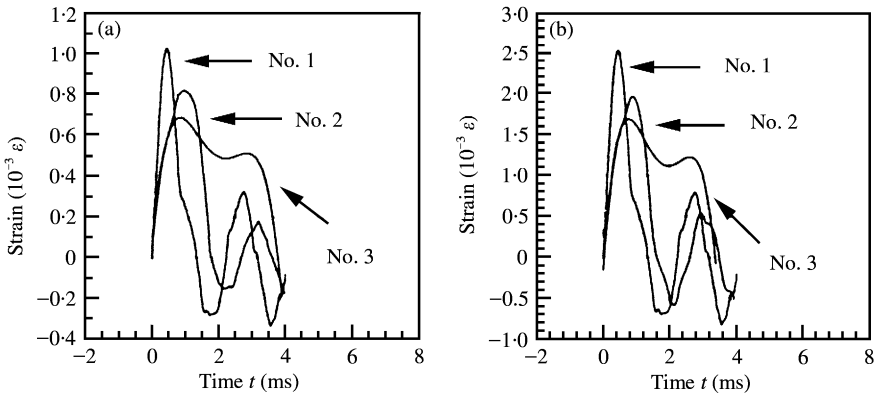 (a)
1·2
1·0
0·8
0·6
0·4
0·2
0
−0·2
−0·4
Strain (10⁻³ ε)
No. 1
No. 2
No. 3
−2 0 2 4 6 8
Time t (ms)
(b)
3·0
2·5
2·0
1·5
1·0
0·5
0
−0·5
−1·0
Strain (10⁻³ ε)
No. 1
No. 2
No. 3
−2 0 2 4 6 8
Time t (ms)